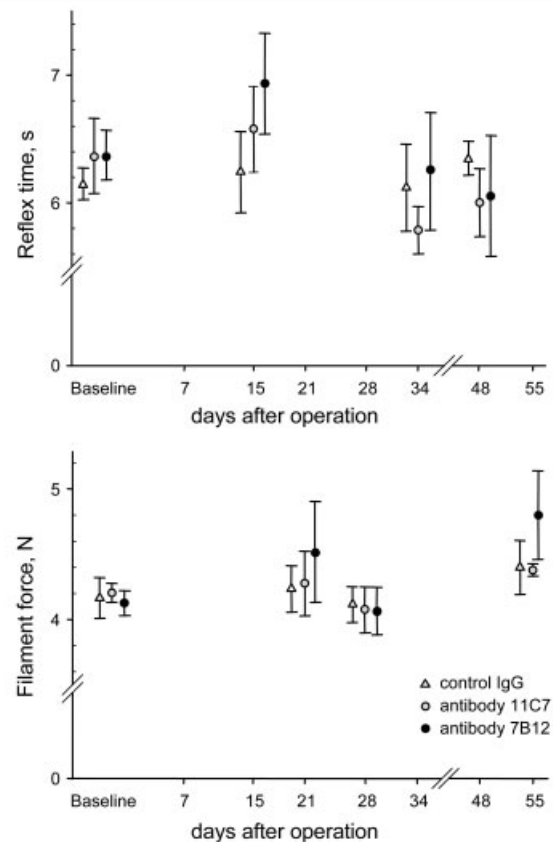 Reflex time, s
7
6
0
Baseline 7 15 21 28 34 48 55
days after operation
Filament force, N
5
4
0
control IgG
antibody 11C7
antibody 7B12
Baseline 7 15 21 28 34 48 55
days after operation